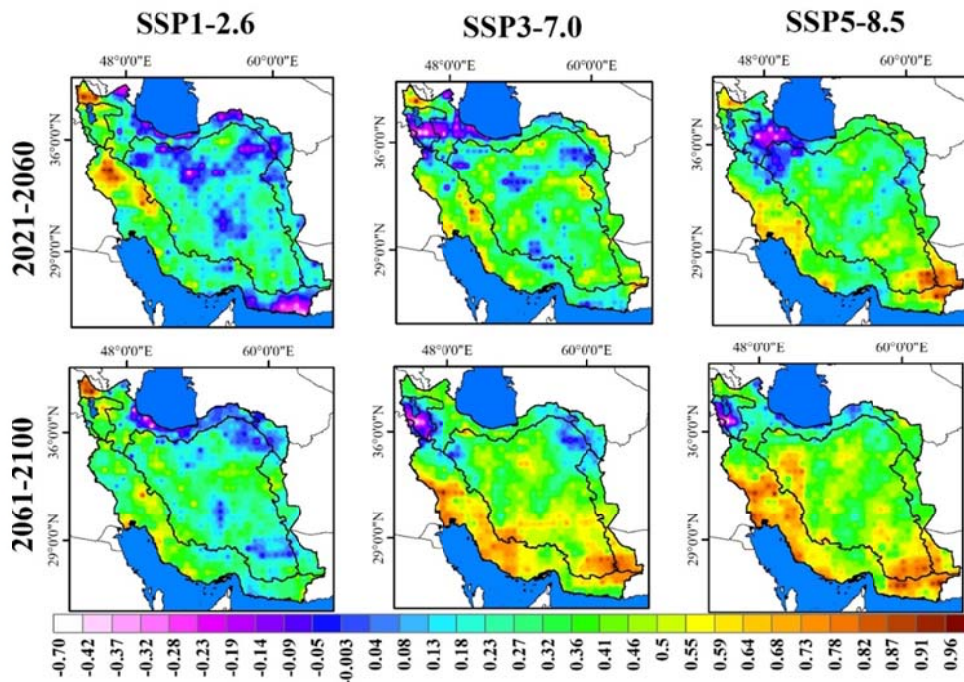 SSP1-2.6 SSP3-7.0 SSP5-8.5
48°0'0"E 60°0'0"E 48°0'0"E 60°0'0"E 48°0'0"E 60°0'0"E
2021-2060
36°0'0"N 29°0'0"N 36°0'0"N 29°0'0"N 36°0'0"N 29°0'0"N
48°0'0"E 60°0'0"E 48°0'0"E 60°0'0"E 48°0'0"E 60°0'0"E
2061-2100
36°0'0"N 29°0'0"N 36°0'0"N 29°0'0"N 36°0'0"N 29°0'0"N
-0.70 -0.42 -0.37 -0.32 -0.28 -0.23 -0.19 -0.14 -0.09 -0.05 -0.003 0.04 0.08 0.13 0.18 0.23 0.27 0.32 0.36 0.41 0.46 0.5 0.55 0.59 0.64 0.68 0.73 0.78 0.82 0.87 0.91 0.96